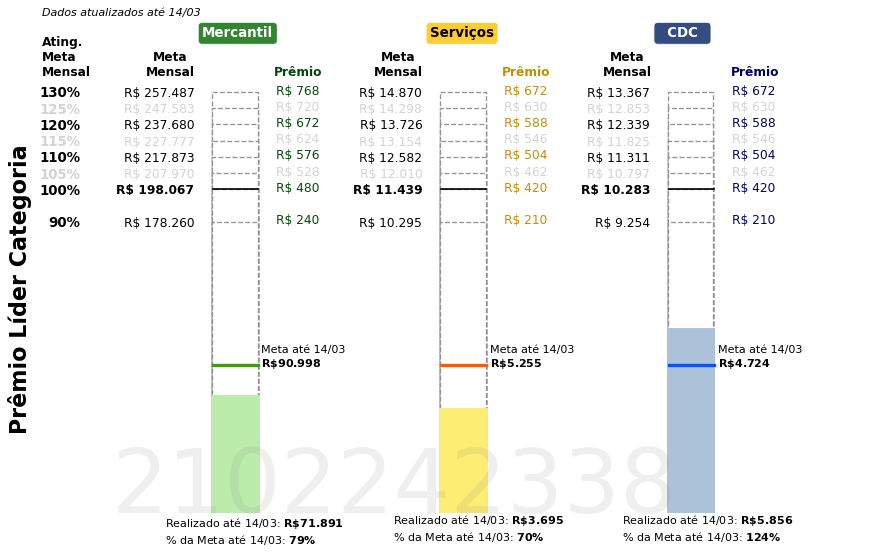 Dados atualizados até 14/03
Mercantil Serviços CDC
Ating.
Meta
Mensal
Meta
Mensal Prêmio Meta
Mensal Prêmio Meta
Mensal Prêmio
130% R$ 257.487 R$ 768 R$ 14.870 R$ 672 R$ 13.367 R$ 672
125% R$ 247.583 R$ 720 R$ 14.298 R$ 630 R$ 12.853 R$ 630
120% R$ 237.680 R$ 672 R$ 13.726 R$ 588 R$ 12.339 R$ 588
115% R$ 227.777 R$ 624 R$ 13.154 R$ 546 R$ 11.825 R$ 546
110% R$ 217.873 R$ 576 R$ 12.582 R$ 504 R$ 11.311 R$ 504
105% R$ 207.970 R$ 528 R$ 12.010 R$ 462 R$ 10.797 R$ 462
100% R$ 198.067 R$ 480 R$ 11.439 R$ 420 R$ 10.283 R$ 420
90% R$ 178.260 R$ 240 R$ 10.295 R$ 210 R$ 9.254 R$ 210
Prêmio Líder Categoria
Meta até 14/03 Meta até 14/03 Meta até 14/03
R$90.998 R$5.255 R$4.724
2102242338
Realizado até 14/03: R$71.891 Realizado até 14/03: R$3.695 Realizado até 14/03: R$5.856
% da Meta até 14/03: 79% % da Meta até 14/03: 70% % da Meta até 14/03: 124%